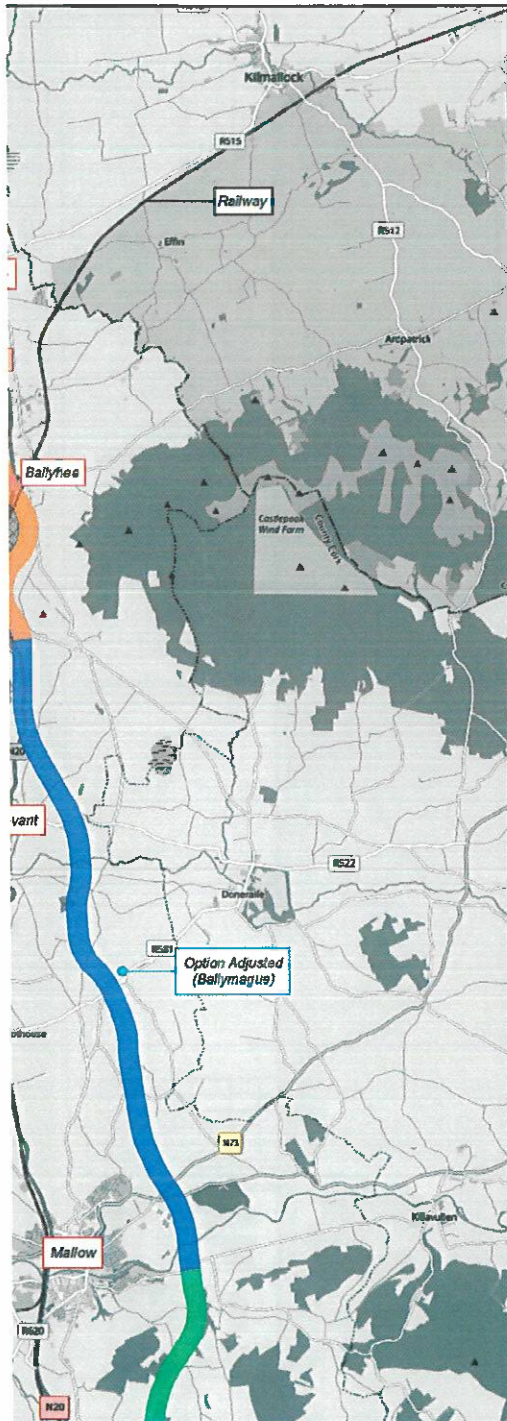 Kilmallock
R515
Railway
Effin
R512
Ardpatrick
Ballyhea
Castlepook
Wind Farm
County Cork
vant
R522
Doneraile
R581
Option Adjusted
(Ballymague)
othouse
N73
Killavullen
Mallow
R620
N20